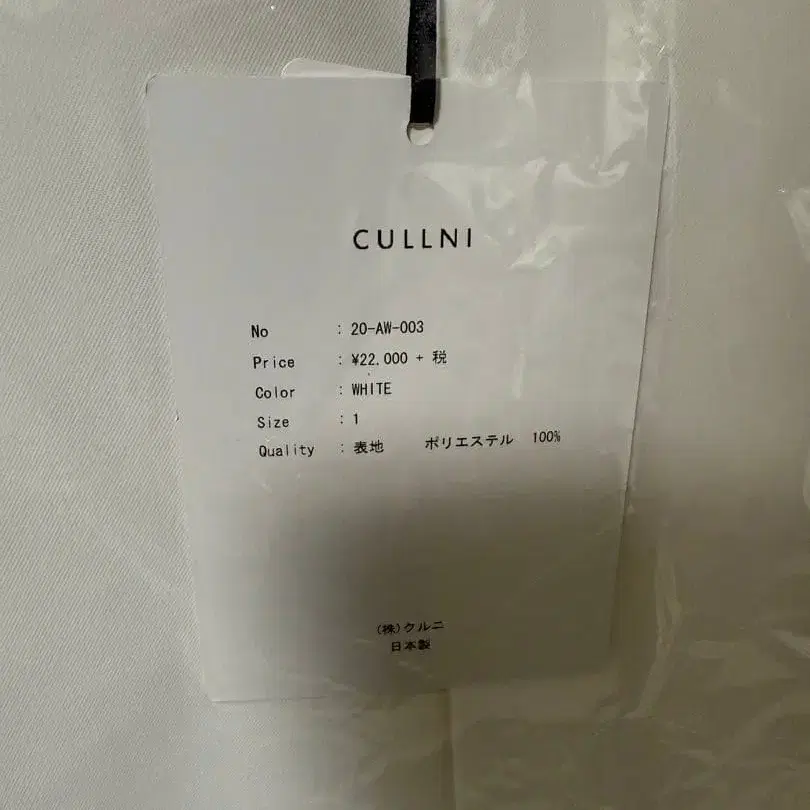 CULLNI
No : 20-AW-003
Price : ¥22.000 + 税
Color : WHITE
Size : 1
Quality : 表地 ポリエステル 100%
(株)クルニ
日本製